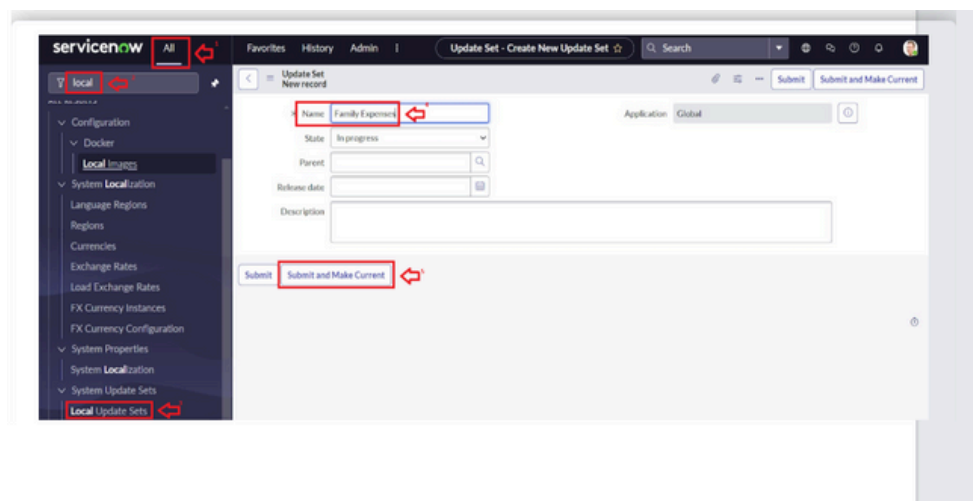 servicenow All Favorites History Admin Update Set - Create New Update Set Search
local
Update Set
New record
Submit Submit and Make Current
Configuration
Docker
Local Images
System Localization
Language Regions
Regions
Currencies
Exchange Rates
Load Exchange Rates
FX Currency Instances
FX Currency Configuration
System Properties
System Localization
System Update Sets
Local Update Sets
Name Family Expenses
Application Global
State In progress
Parent
Release date
Description
Submit Submit and Make Current